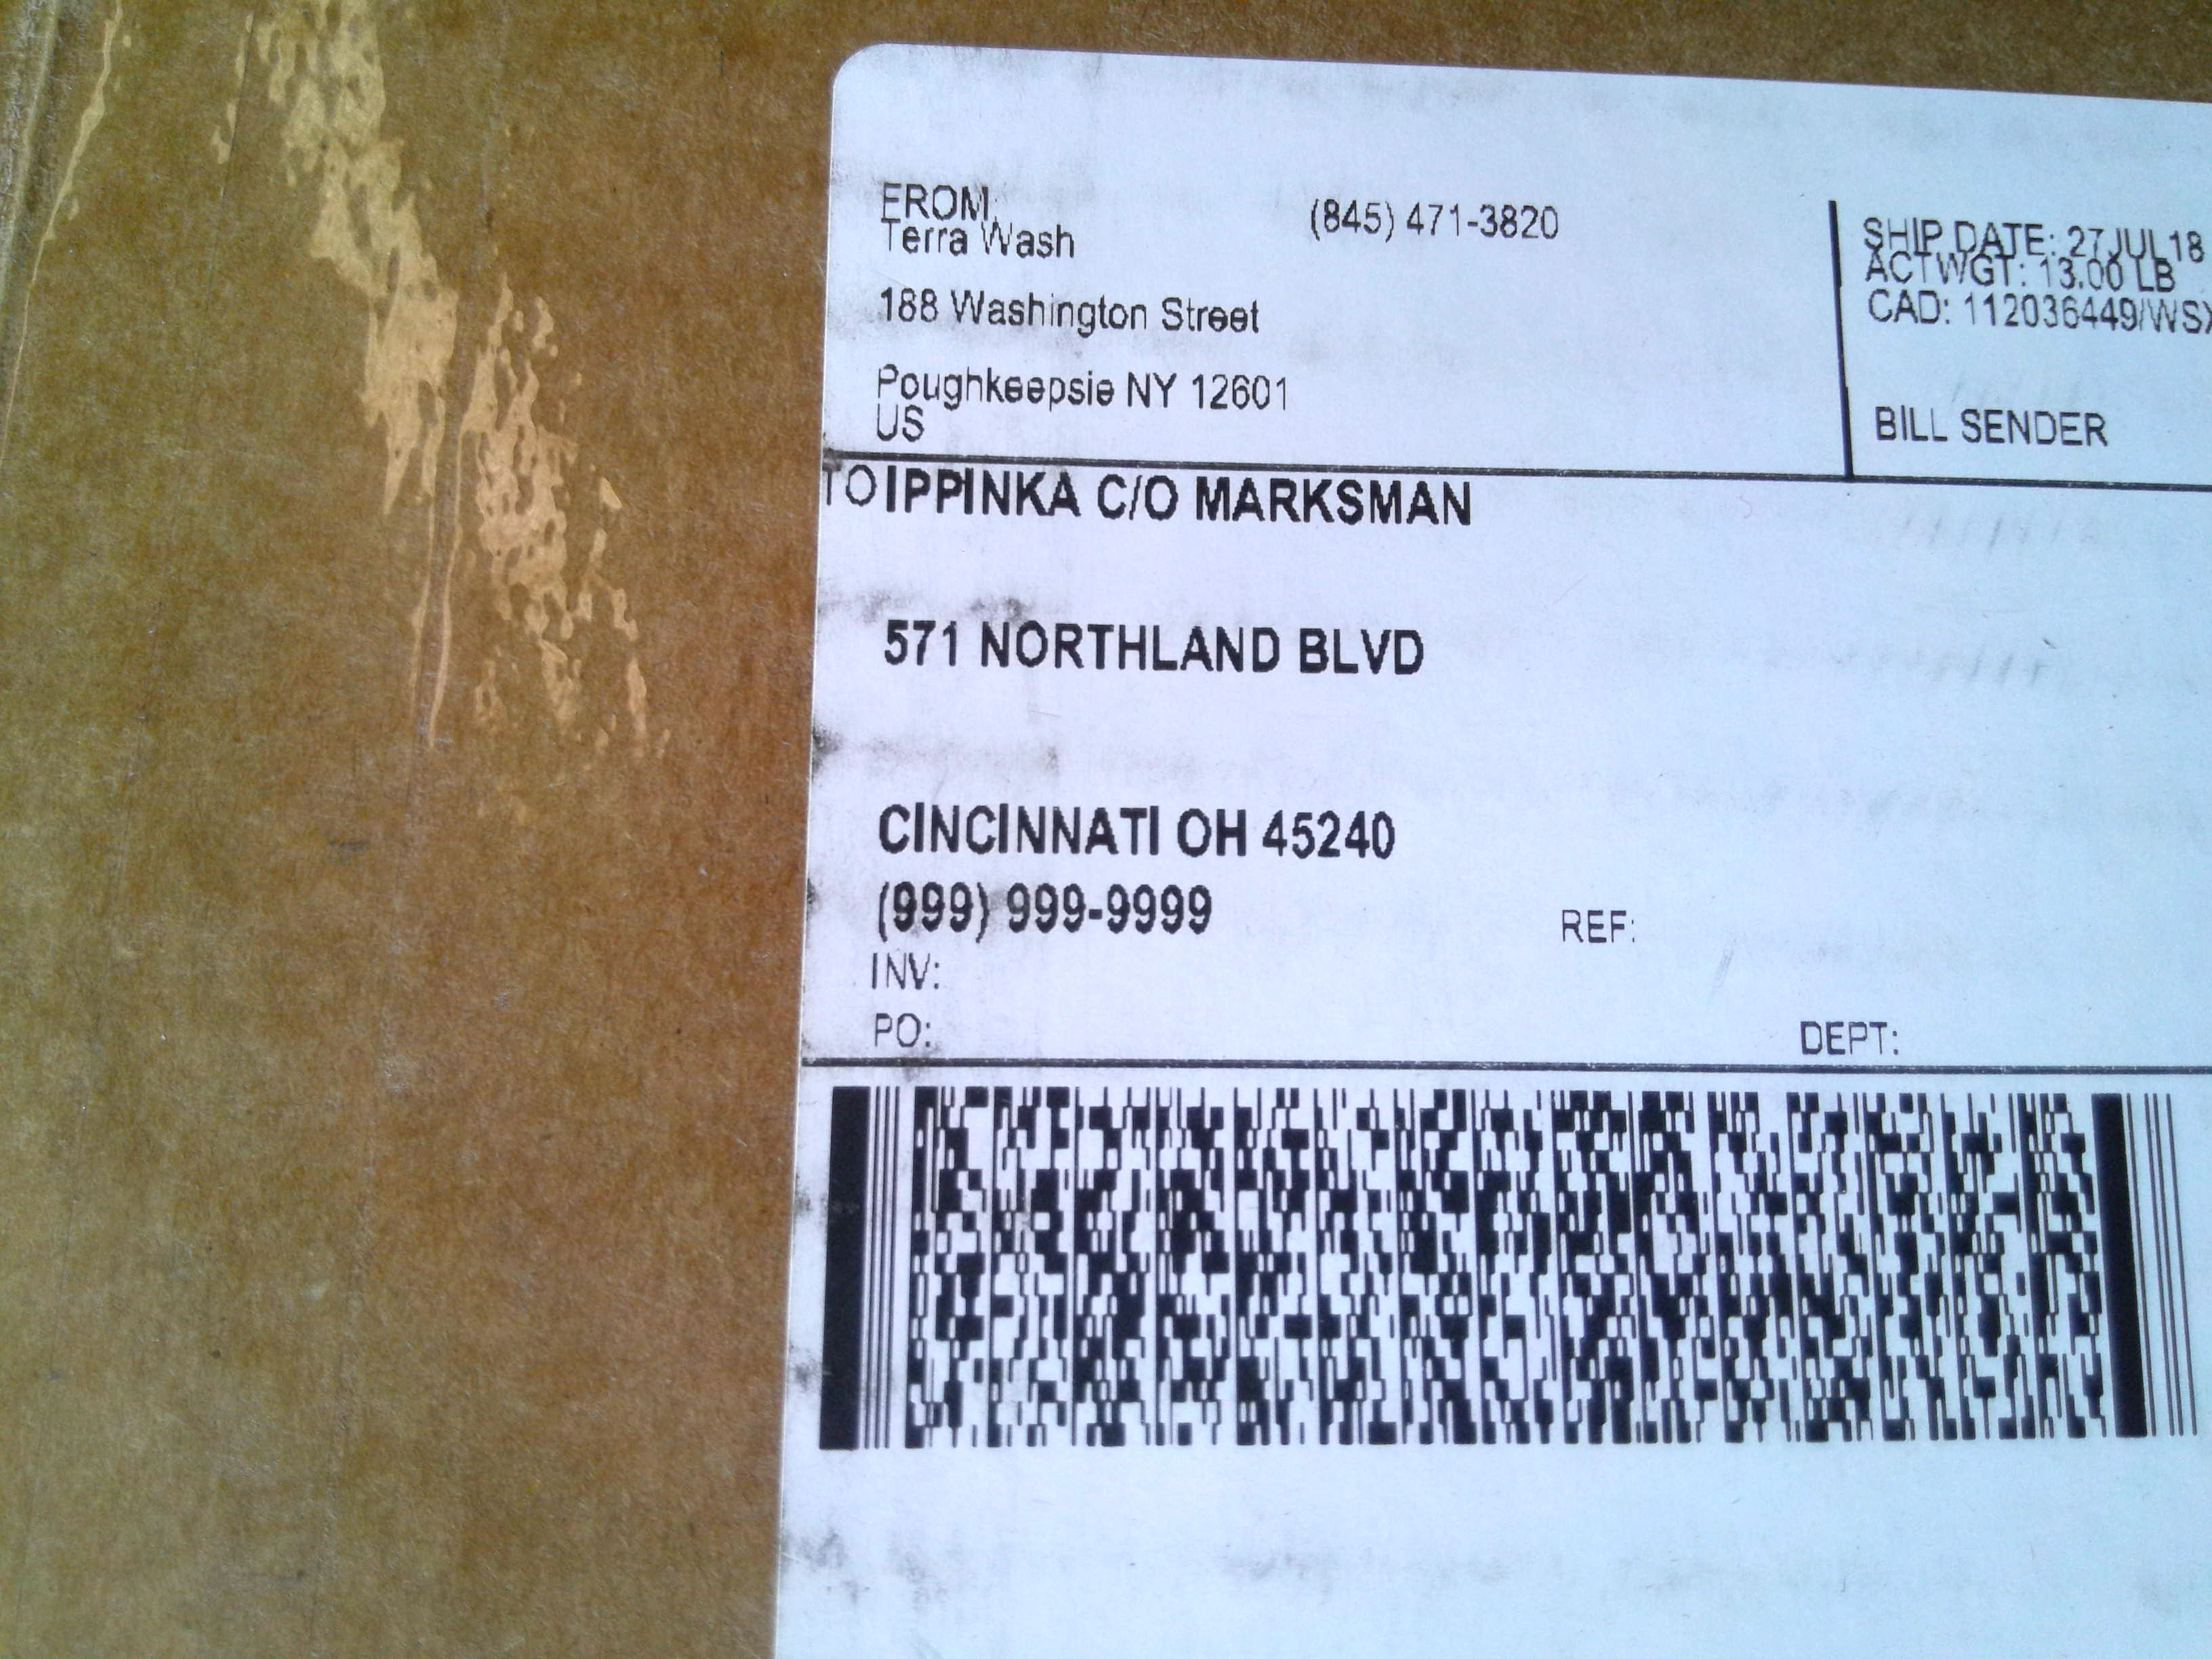 FROM:
Terra Wash
(845) 471-3820
188 Washington Street
Poughkeepsie NY 12601
US
SHIP DATE: 27JUL18
ACTWGT: 13.00 LB
CAD: 112036449/WSX
BILL SENDER
TO IPPINKA C/O MARKSMAN
571 NORTHLAND BLVD
CINCINNATI OH 45240
(999) 999-9999
REF:
INV:
PO:
DEPT: